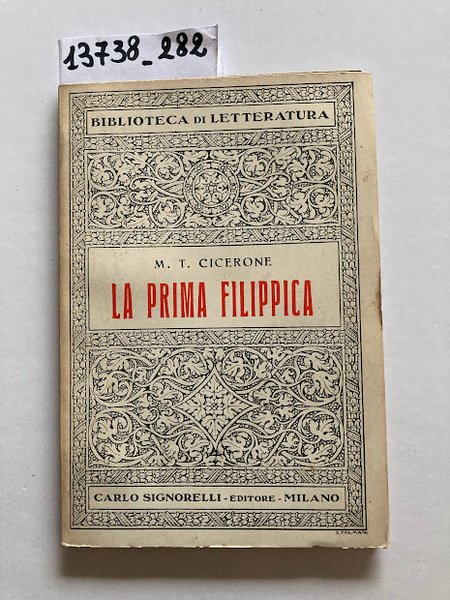 13738_282
BIBLIOTECA DI LETTERATURA
M. T. CICERONE
LA PRIMA FILIPPICA
CARLO SIGNORELLI - EDITORE - MILANO